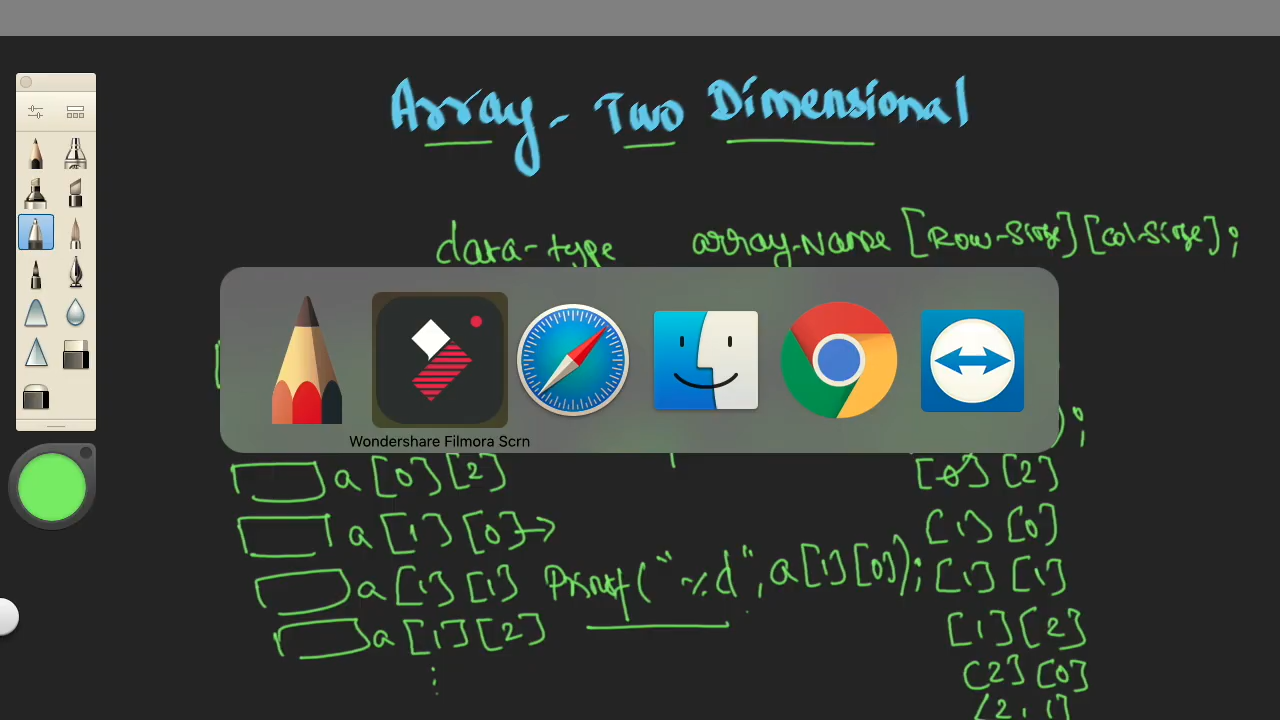 Array - Two Dimensional
data-type array-Name [Row-Size][Col-Size];
Wondershare Filmora Scrn
);
a [0][2]
[0][2]
a [1][0]→
[1][0]
a [1][1] Printf("%d", a[1][0]); [1][1]
a [1][2]
[1][2]
[2][0]